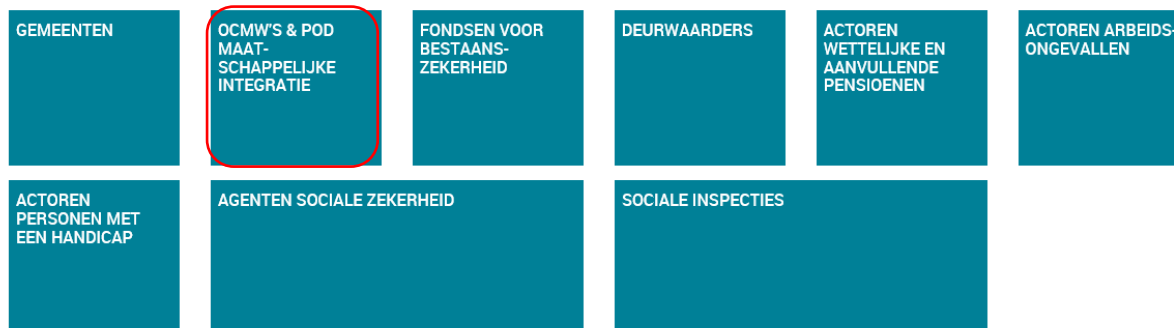 GEMEENTEN
OCMW'S & POD
MAAT-
SCHAPPELIJKE
INTEGRATIE
FONDSEN VOOR
BESTAANS-
ZEKERHEID
DEURWAARDERS
ACTOREN
WETTELIJKE EN
AANVULLENDE
PENSIOENEN
ACTOREN ARBEIDS-
ONGEVALLEN
ACTOREN
PERSONEN MET
EEN HANDICAP
AGENTEN SOCIALE ZEKERHEID
SOCIALE INSPECTIES